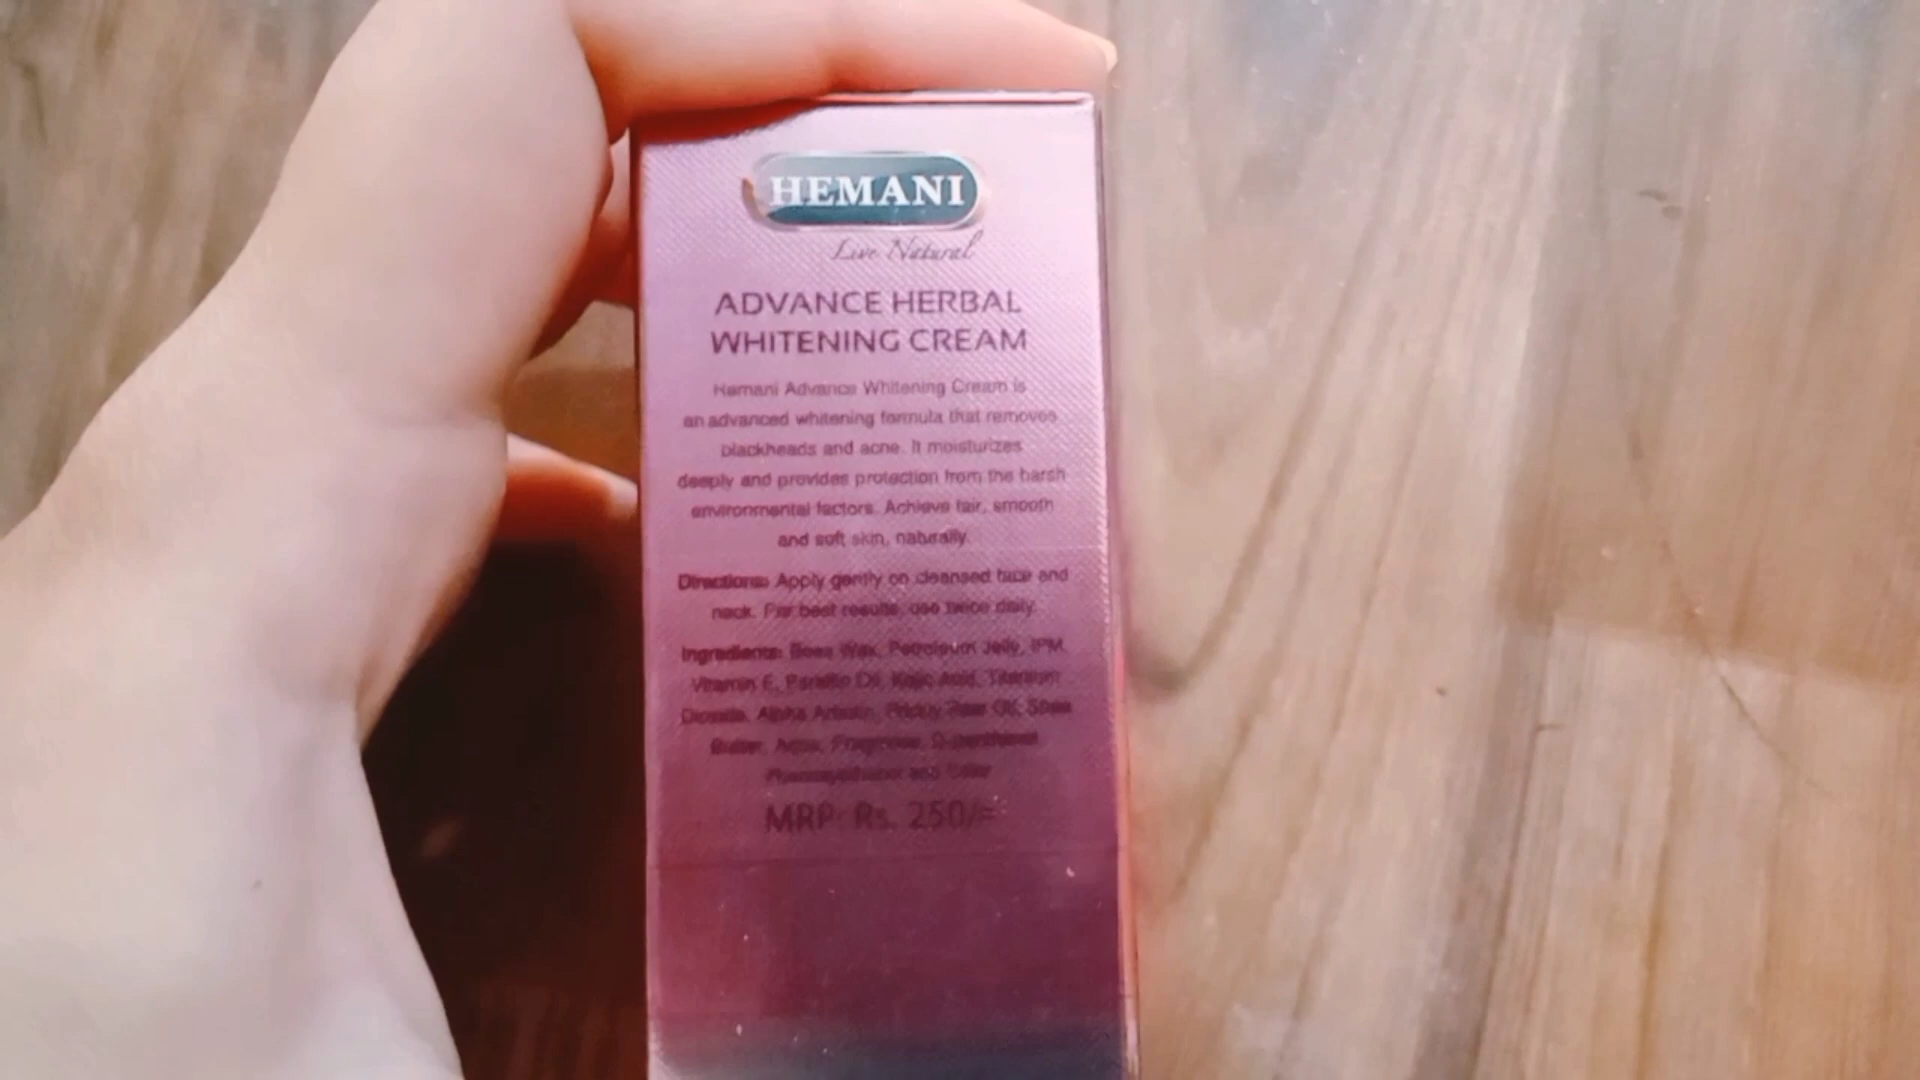 HEMANI
Live Natural
ADVANCE HERBAL
WHITENING CREAM
Hemani Advance Whitening Cream is
an advanced whitening formula that removes
blackheads and acne. It moisturizes
deeply and provides protection from the harsh
environmental factors. Achieve fair, smooth
and soft skin, naturally.
Directions: Apply gently on cleansed face and
neck. For best results, use twice daily.
Ingredients: Bees Wax, Petroleum Jelly, IPM,
Vitamin E, Paraffin Oil, Kojic Acid, Titanium
Dioxide, Alpha Arbutin, Prickly Pear Oil, Shea
Butter, Aqua, Fragrance, D-panthenol
and Color
MRP: Rs. 250/=